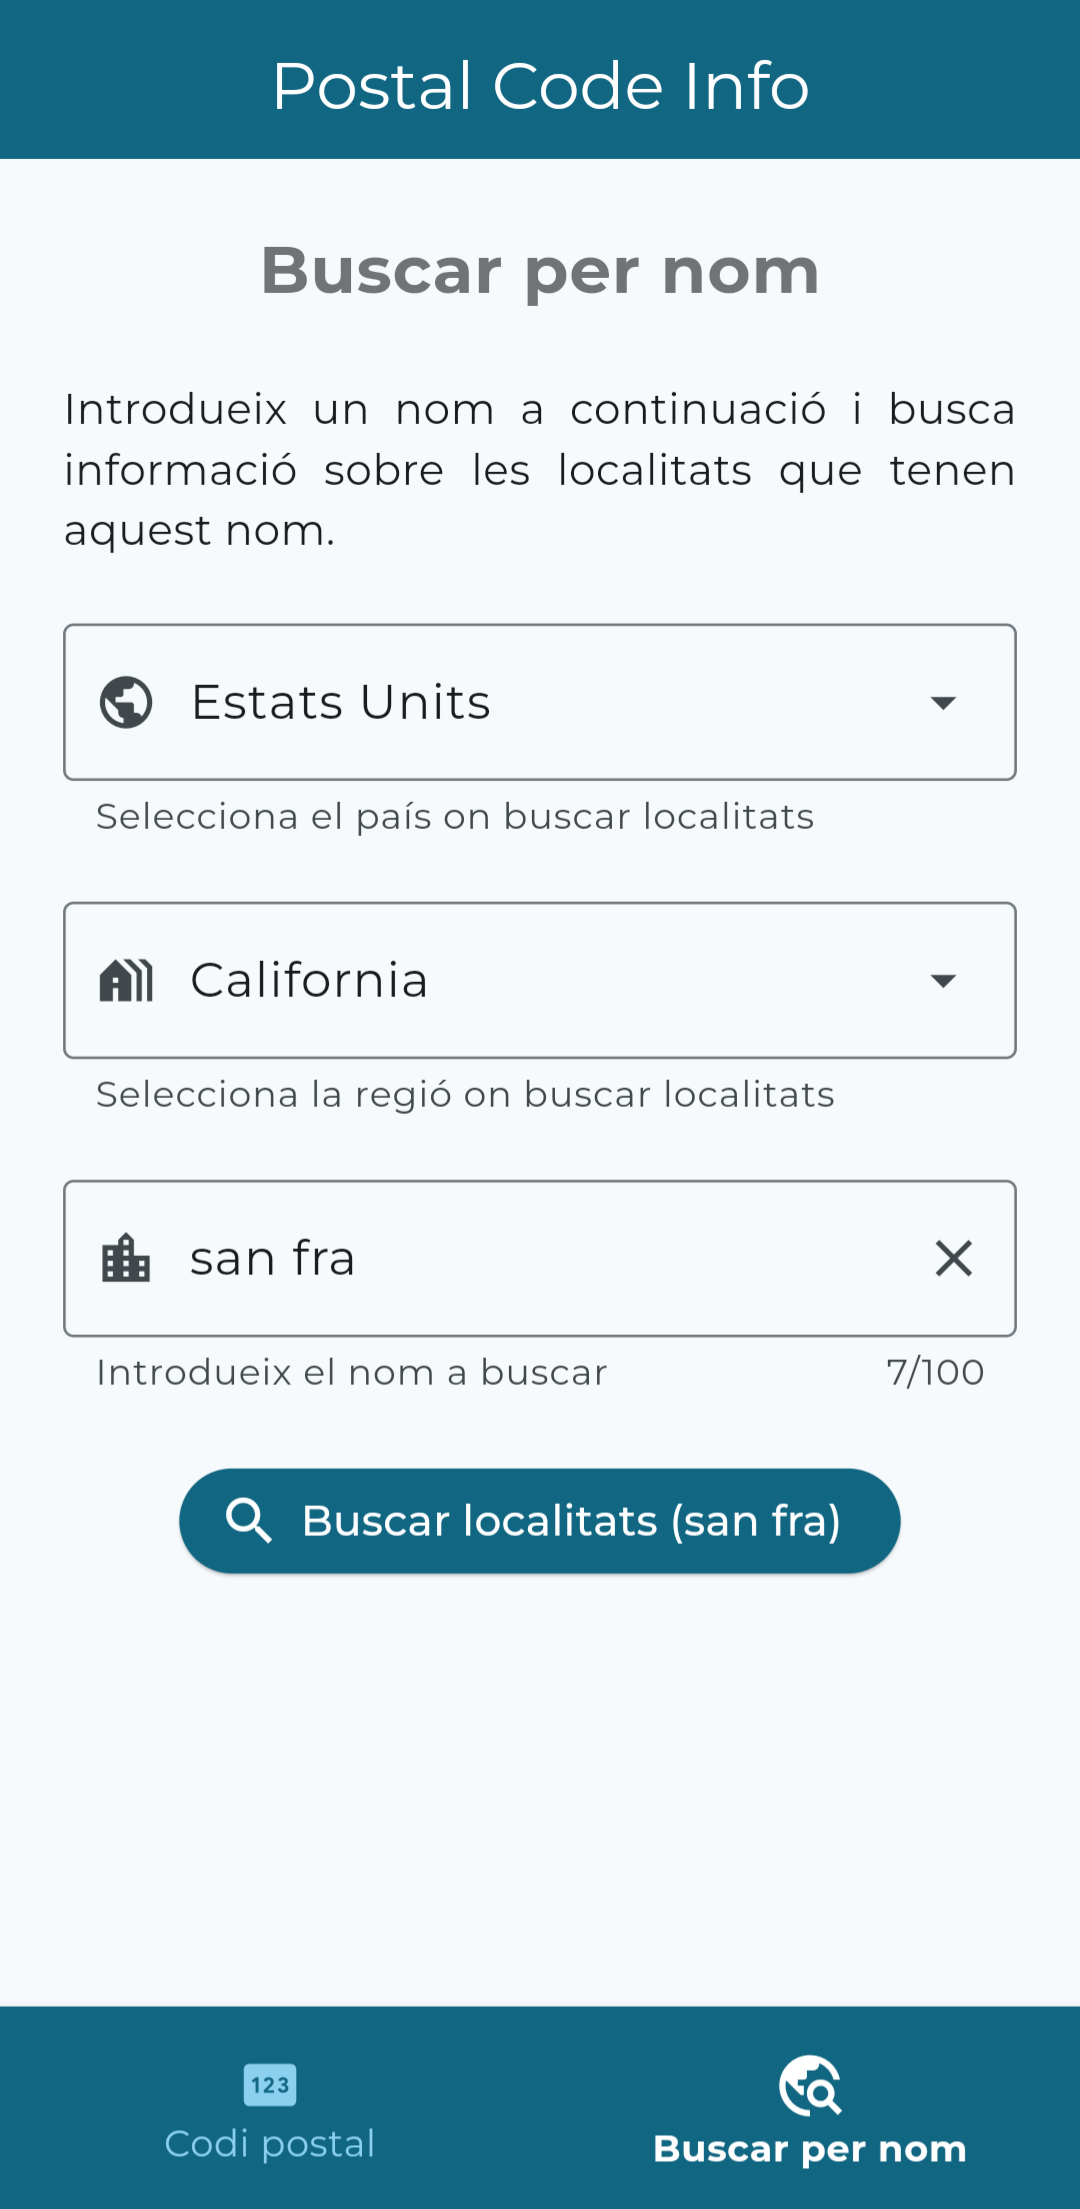 Postal Code Info
Buscar per nom
Introdueix un nom a continuació i busca
informació sobre les localitats que tenen
aquest nom.
Estats Units
Selecciona el país on buscar localitats
California
Selecciona la regió on buscar localitats
san fra
Introdueix el nom a buscar 7/100
Buscar localitats (san fra)
123
Codi postal
Buscar per nom